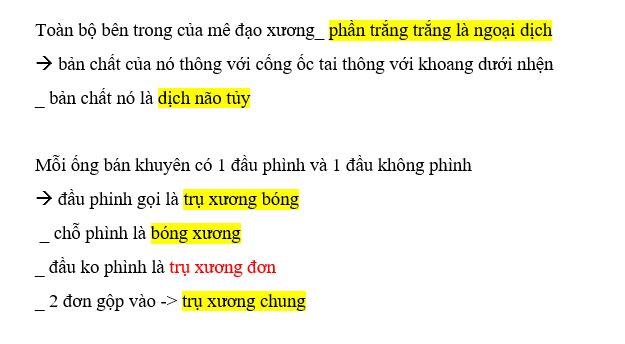 Toàn bộ bên trong của mê đạo xương_ phần trắng trắng là ngoại dịch
→ bản chất của nó thông với cống ốc tai thông với khoang dưới nhện
_ bản chất nó là dịch não tủy
Mỗi ống bán khuyên có 1 đầu phình và 1 đầu không phình
→ đầu phình gọi là trụ xương bóng
_ chỗ phình là bóng xương
_ đầu ko phình là trụ xương đơn
_ 2 đơn gộp vào -> trụ xương chung